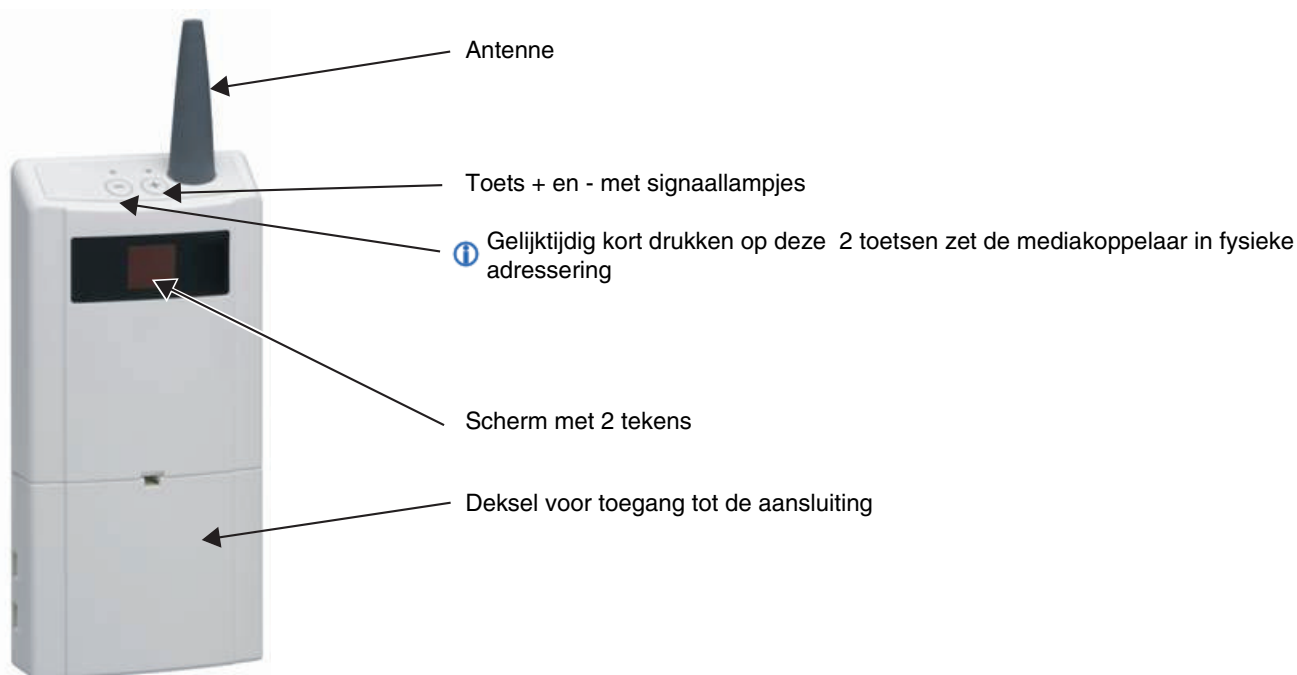 Antenne
Toets + en - met signaallampjes
Gelijktijdig kort drukken op deze 2 toetsen zet de mediakoppelaar in fysieke
adressering
Scherm met 2 tekens
Deksel voor toegang tot de aansluiting